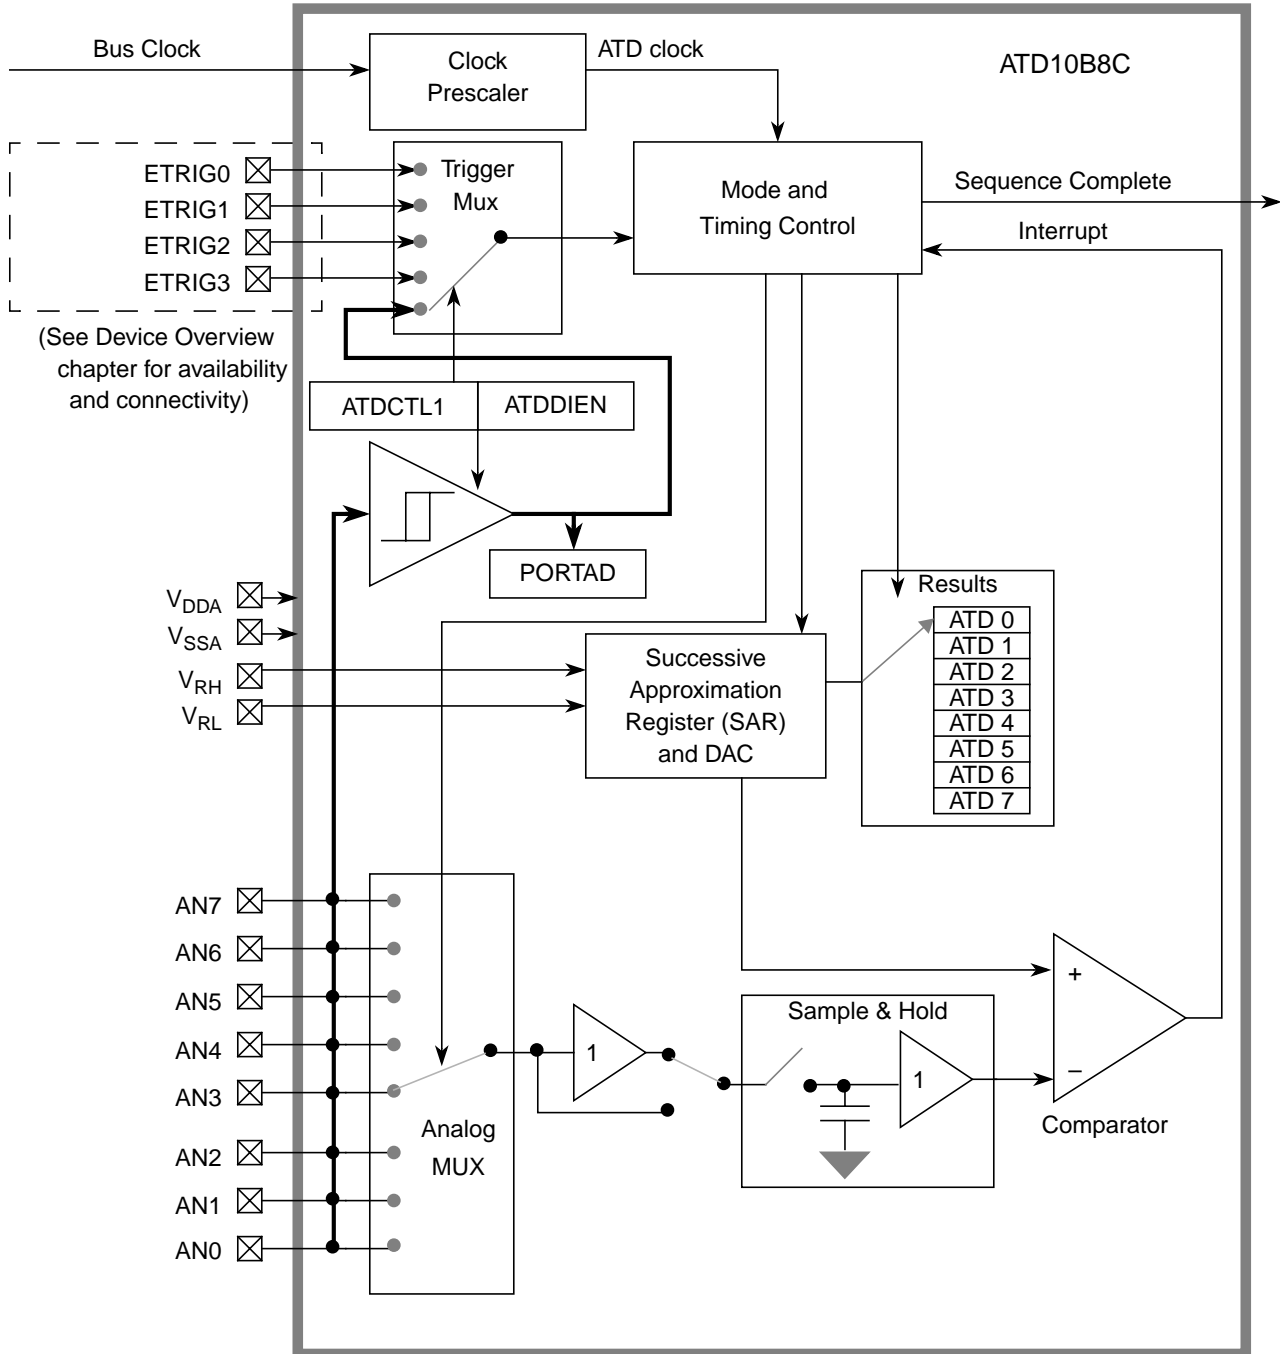 Bus Clock
Clock
Prescaler
ATD clock
ATD10B8C
ETRIG0
ETRIG1
ETRIG2
ETRIG3
(See Device Overview
chapter for availability
and connectivity)
Trigger
Mux
Mode and
Timing Control
Sequence Complete
Interrupt
ATDCTL1
ATDDIEN
PORTAD
VDDA
VSSA
VRH
VRL
Successive
Approximation
Register (SAR)
and DAC
Results
ATD 0
ATD 1
ATD 2
ATD 3
ATD 4
ATD 5
ATD 6
ATD 7
AN7
AN6
AN5
AN4
AN3
AN2
AN1
AN0
Analog
MUX
1
Sample & Hold
1
+
−
Comparator